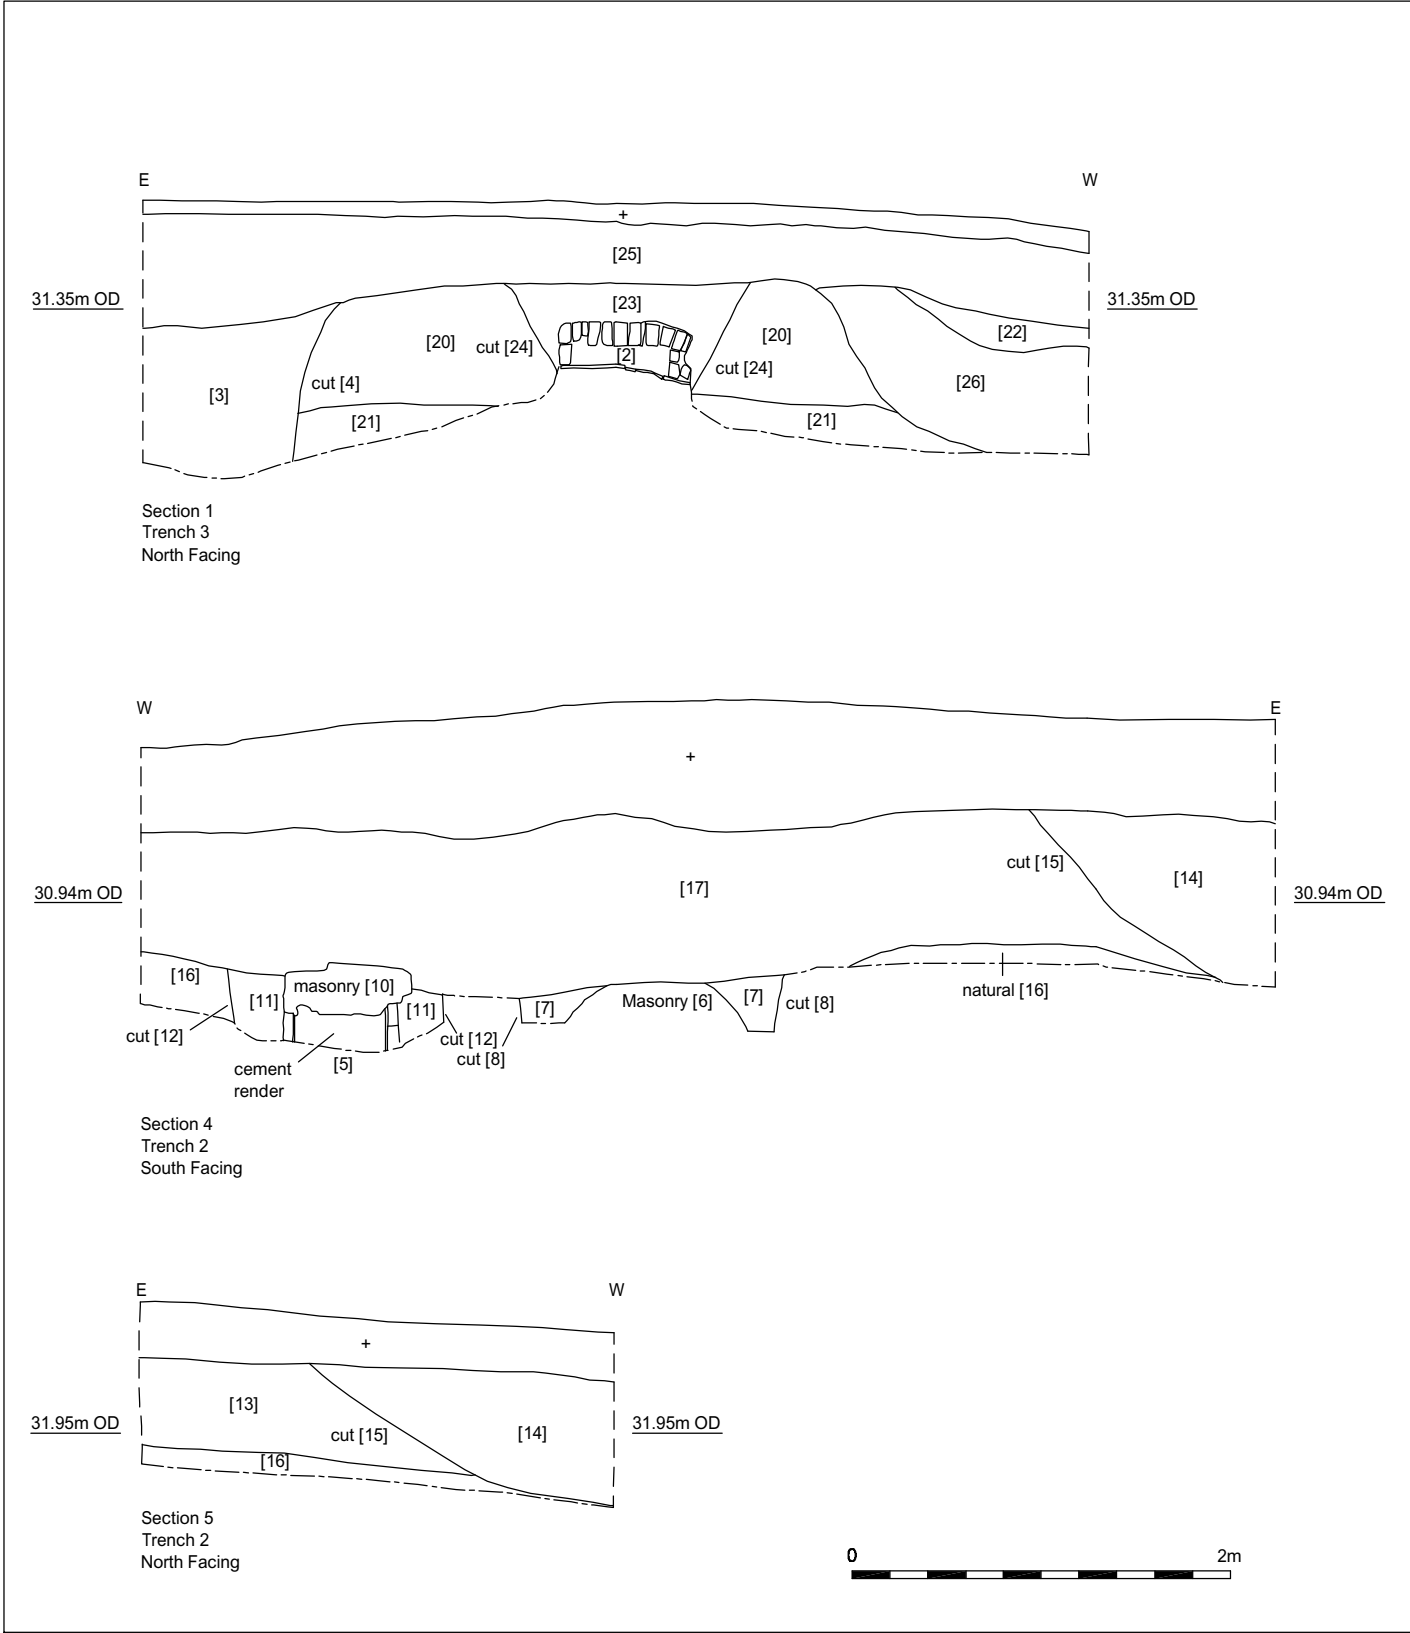 E
W
+
[25]
31.35m OD
31.35m OD
[23]
[22]
[20]
cut [24]
[2]
[20]
cut [24]
cut [4]
[26]
[3]
[21]
[21]
Section 1
Trench 3
North Facing
W
E
+
cut [15]
[14]
[17]
30.94m OD
30.94m OD
[16]
masonry [10]
[11]
[11]
[7]
Masonry [6]
[7]
cut [8]
natural [16]
cut [12]
cut [12]
cut [8]
[5]
cement
render
Section 4
Trench 2
South Facing
E
W
+
[13]
31.95m OD
cut [15]
[14]
31.95m OD
[16]
Section 5
Trench 2
North Facing
0
2m